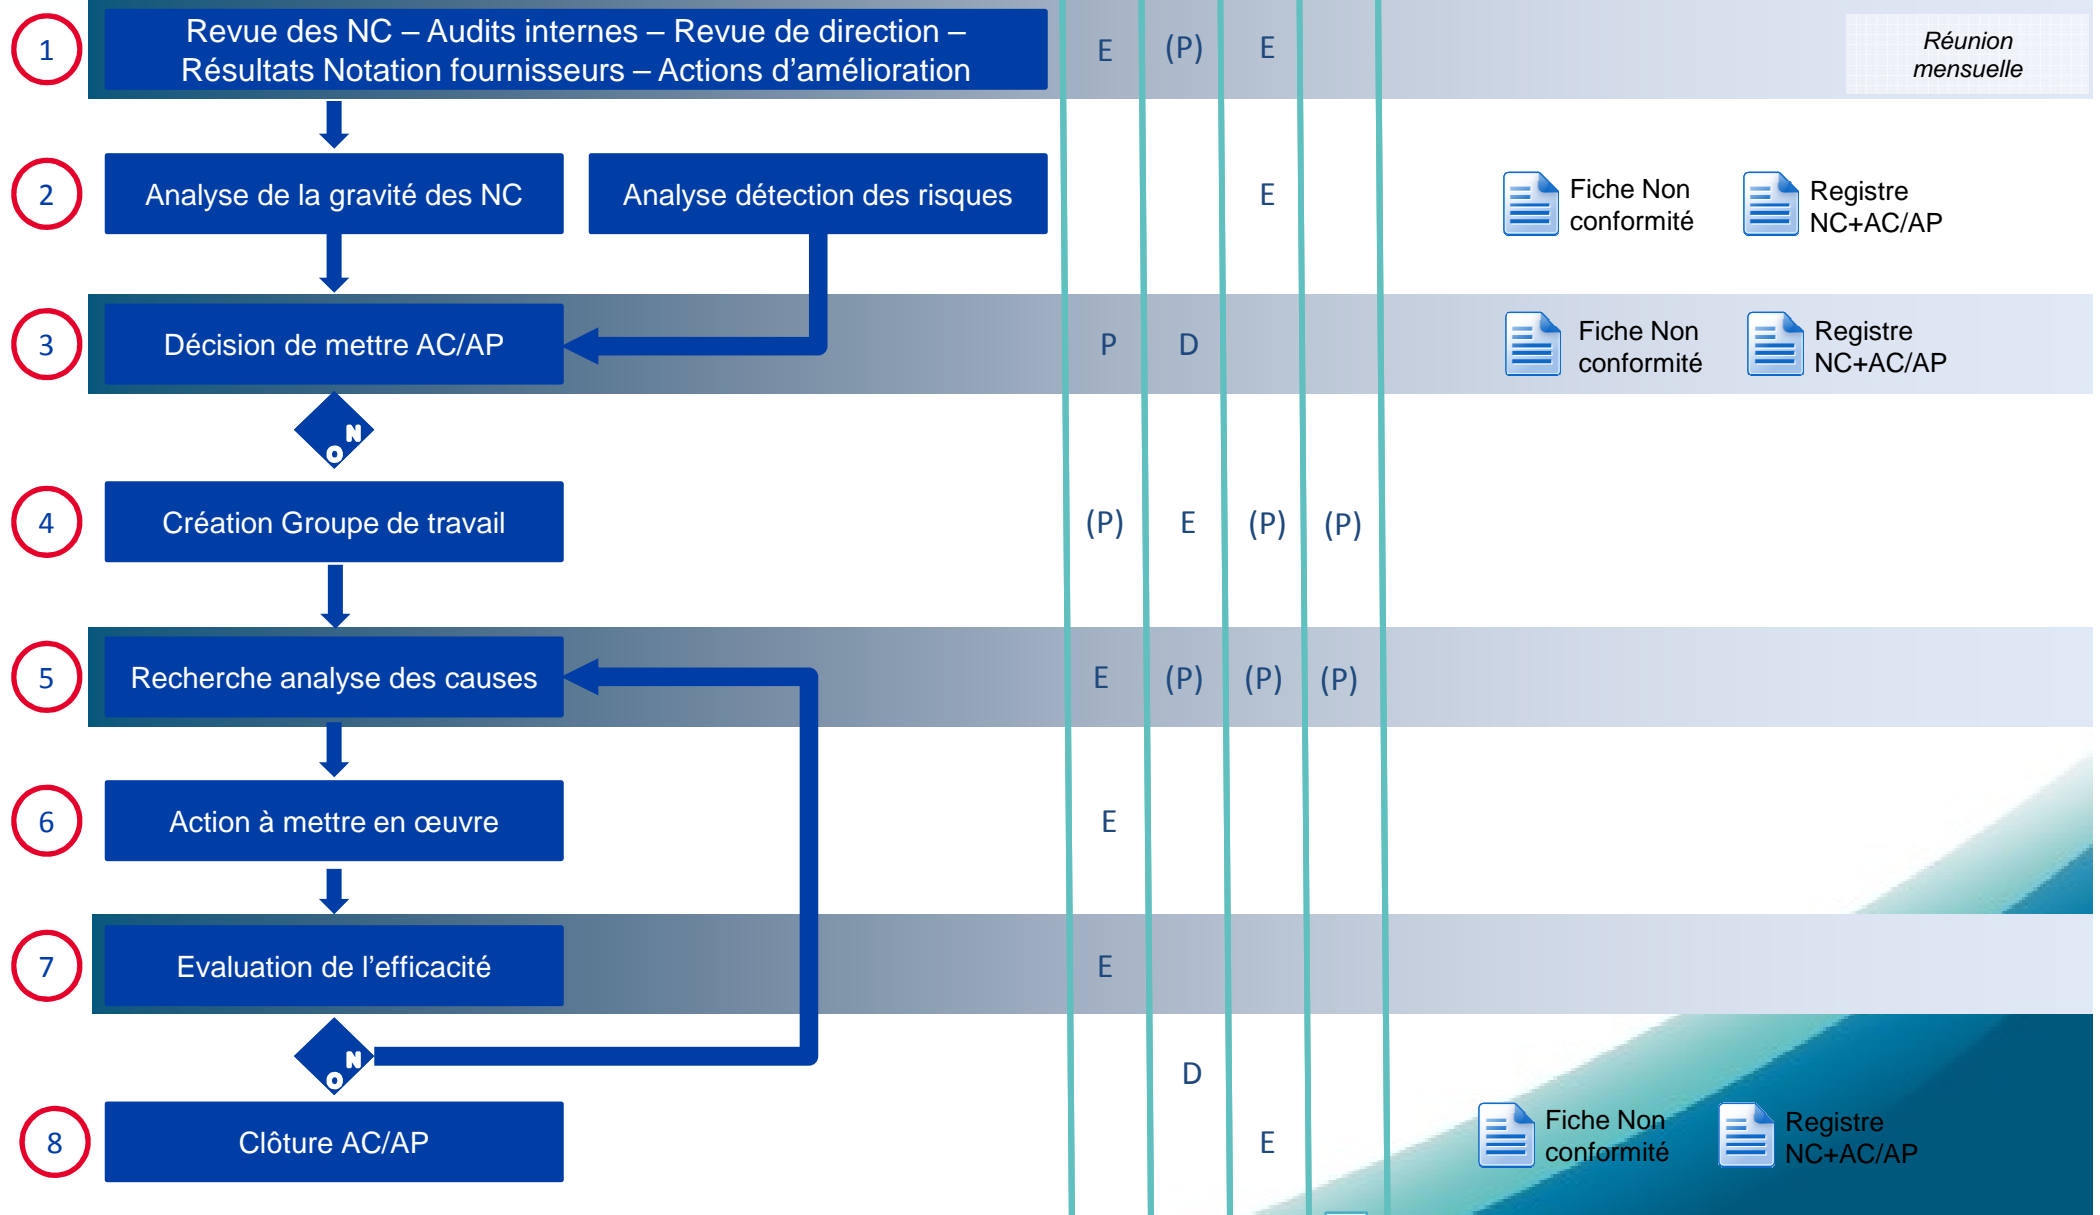 1
Revue des NC – Audits internes – Revue de direction –
Résultats Notation fournisseurs – Actions d'amélioration
E
(P)
E
Réunion
mensuelle
2
Analyse de la gravité des NC
Analyse détection des risques
E
Fiche Non
conformité
Registre
NC+AC/AP
3
Décision de mettre AC/AP
P
D
Fiche Non
conformité
Registre
NC+AC/AP
N
O
4
Création Groupe de travail
(P)
E
(P)
(P)
5
Recherche analyse des causes
E
(P)
(P)
(P)
6
Action à mettre en œuvre
E
7
Evaluation de l'efficacité
E
N
O
D
8
Clôture AC/AP
E
Fiche Non
conformité
Registre
NC+AC/AP